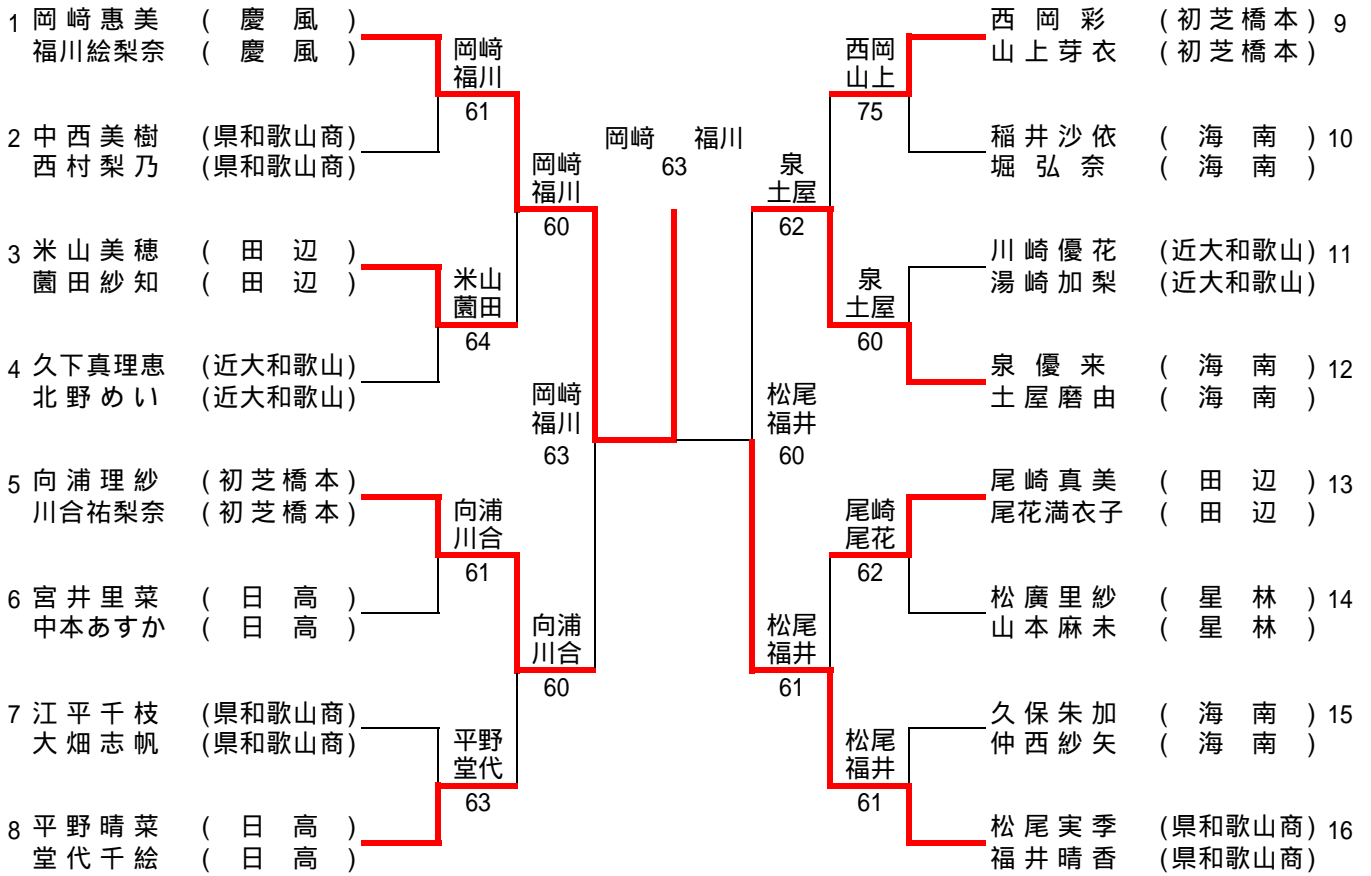 1 岡﨑惠美 (慶風)
福川絵梨奈 (慶風)
2 中西美樹 (県和歌山商)
西村梨乃 (県和歌山商)
3 米山美穂 (田辺)
薗田紗知 (田辺)
4 久下真理恵 (近大和歌山)
北野めい (近大和歌山)
5 向浦理紗 (初芝橋本)
川合祐梨奈 (初芝橋本)
6 宮井里菜 (日高)
中本あすか (日高)
7 江平千枝 (県和歌山商)
大畑志帆 (県和歌山商)
8 平野晴菜 (日高)
堂代千絵 (日高)
岡﨑
福川
61
米山
薗田
64
向浦
川合
61
平野
堂代
63
岡﨑
福川
60
向浦
川合
60
岡﨑
福川
63
岡﨑 福川
63
松尾
福井
60
泉
土屋
62
松尾
福井
61
西岡
山上
75
泉
土屋
60
尾崎
尾花
62
松尾
福井
61
西岡彩 (初芝橋本) 9
山上芽衣 (初芝橋本)
稲井沙依 (海南) 10
堀弘奈 (海南)
川崎優花 (近大和歌山) 11
湯崎加梨 (近大和歌山)
泉優来 (海南) 12
土屋磨由 (海南)
尾崎真美 (田辺) 13
尾花満衣子 (田辺)
松廣里紗 (星林) 14
山本麻未 (星林)
久保朱加 (海南) 15
仲西紗矢 (海南)
松尾実季 (県和歌山商) 16
福井晴香 (県和歌山商)